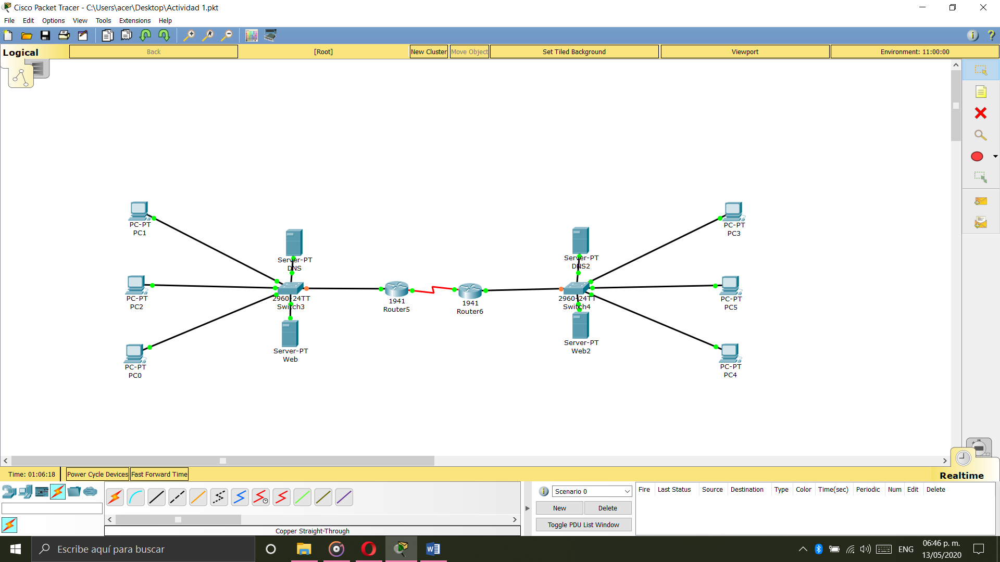 Cisco Packet Tracer - C:\Users\acer\Desktop\Actividad 1.pkt
File Edit Options View Tools Extensions Help
Logical
Back
[Root]
New Cluster
Move Object
Set Tiled Background
Viewport
Environment: 11:00:00
PC-PT
PC1
Server-PT
DNS
Server-PT
DNS2
PC-PT
PC3
PC-PT
PC2
2960-24TT
Switch3
1941
Router5
1941
Router6
2960-24TT
Switch4
PC-PT
PC5
PC-PT
PC0
Server-PT
Web
Server-PT
Web2
PC-PT
PC4
Time: 01:06:18
Power Cycle Devices
Fast Forward Time
Realtime
Scenario 0
New
Delete
Toggle PDU List Window
Fire Last Status Source Destination Type Color Time(sec) Periodic Num Edit Delete
Copper Straight-Through
Escribe aquí para buscar
ENG
06:46 p. m.
13/05/2020